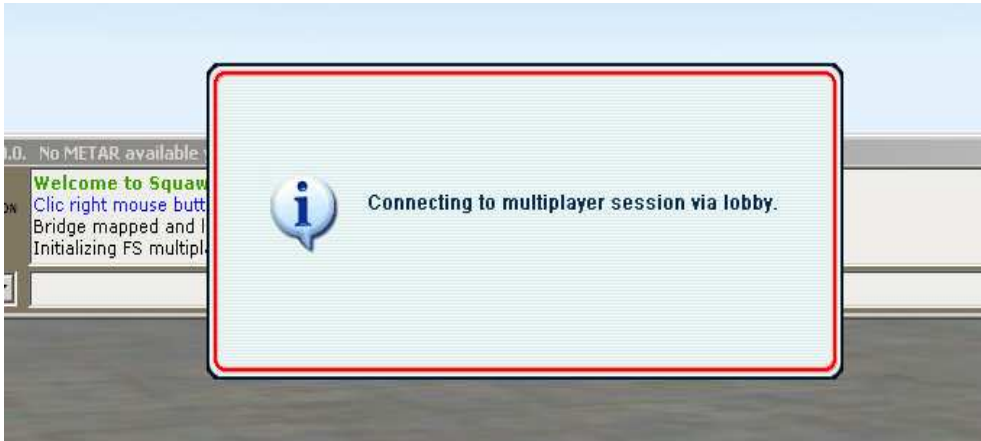 No METAR available
Welcome to Squaw
Clic right mouse butt
Bridge mapped and
Initializing FS multipl
Connecting to multiplayer session via lobby.